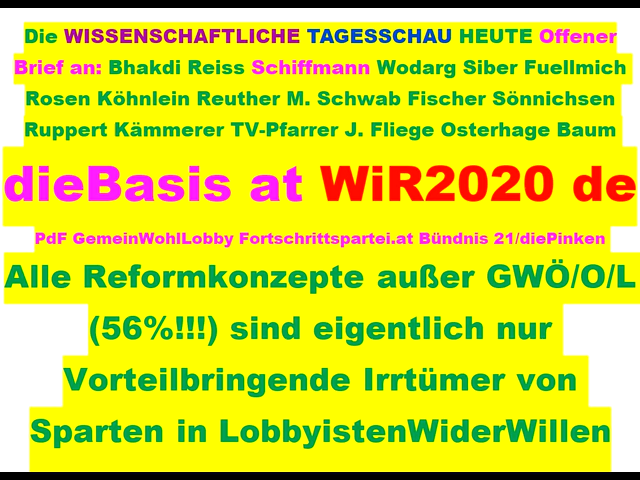 Die WISSENSCHAFTLICHE TAGESSCHAU HEUTE Offener
Brief an: Bhakdi Reiss Schiffmann Wodarg Siber Fuellmich
Rosen Köhnlein Reuther M. Schwab Fischer Sönnichsen
Ruppert Kämmerer TV-Pfarrer J. Fliege Osterhage Baum
dieBasis at WiR2020 de
PdF GemeinWohlLobby Fortschrittspartei.at Bündnis 21/diePinken
Alle Reformkonzepte außer GWÖ/O/L
(56%!!!) sind eigentlich nur
Vorteilbringende Irrtümer von
Sparten in LobbyistenWiderWillen